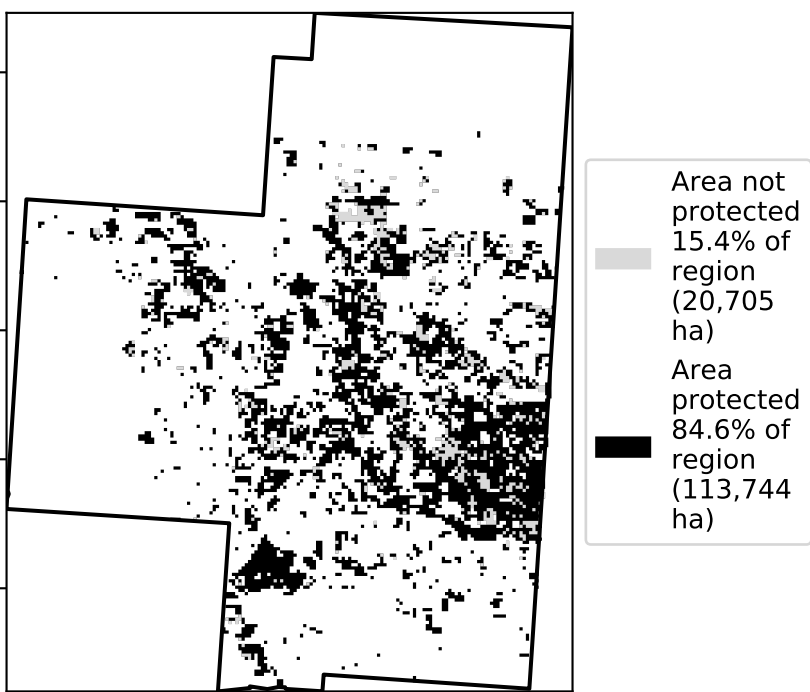 Area not
protected
15.4% of
region
(20,705
ha)
Area
protected
84.6% of
region
(113,744
ha)